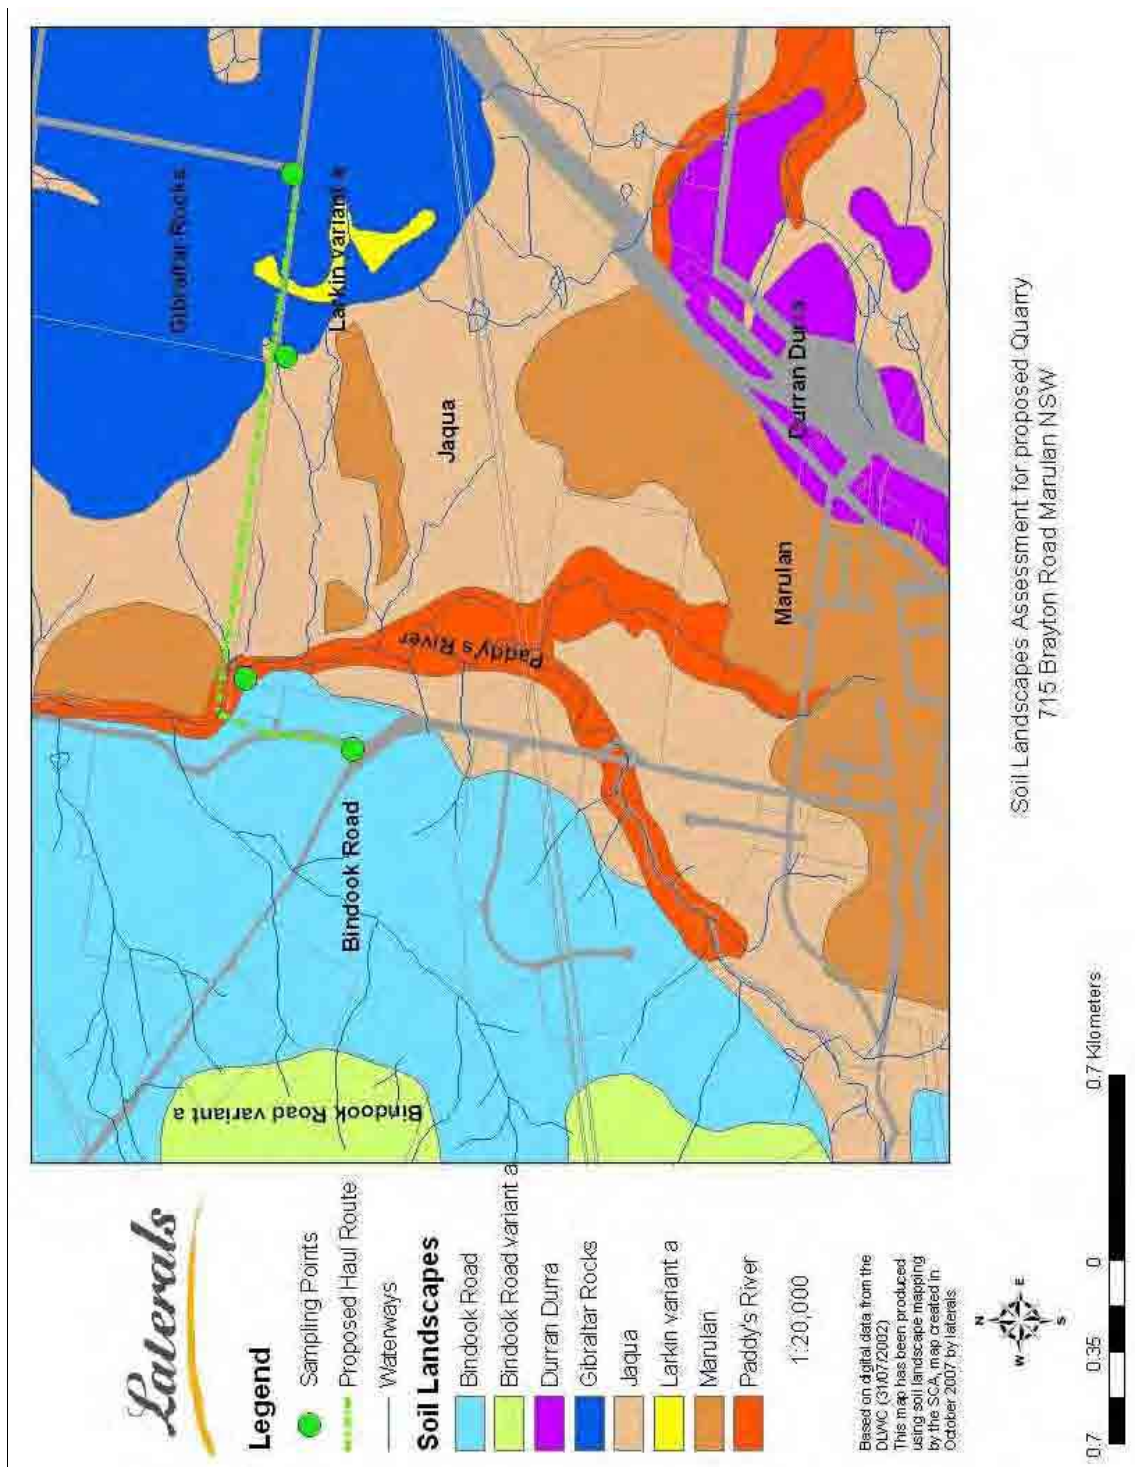 Gibraltar Rocks
Larkin variant a
Jaqua
Durran Durra
Marulan
Paddy's River
Bindook Road
Bindook Road variant a
Laterals
Legend
Sampling Points
Proposed Haul Route
Waterways
Soil Landscapes
Bindook Road
Bindook Road variant a
Durran Durra
Gibraltar Rocks
Jaqua
Larkin variant a
Marulan
Paddy's River
1:20,000
Based on digital data from the
DLWC (31/07/2002)
This map has been produced
using soil landscape mapping
by the SCA, map created in
October 2007 by laterals
N
W
E
S
0.7
0.35
0
0.7 Kilometers
Soil Landscapes Assessment for proposed Quarry
715 Brayton Road Marulan NSW